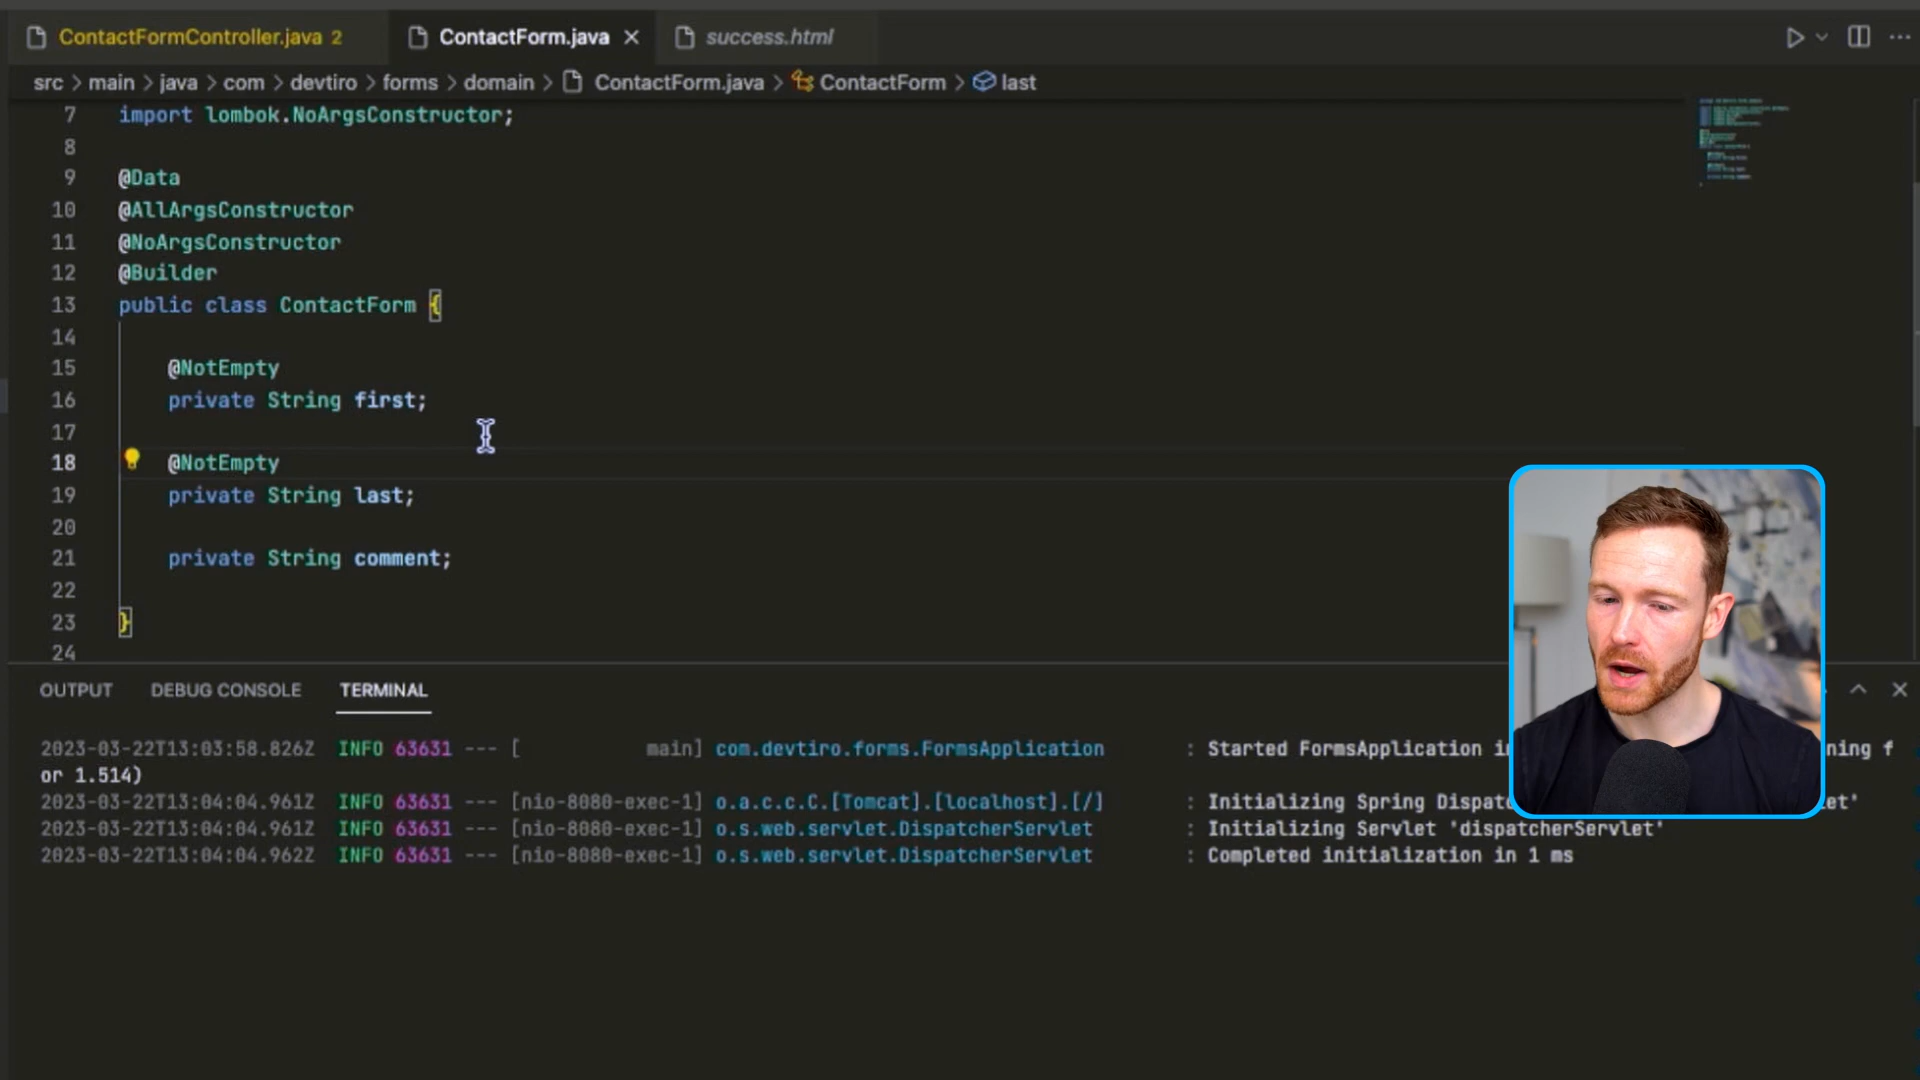 ContactFormController.java 2
ContactForm.java
success.html
src > main > java > com > devtiro > forms > domain > ContactForm.java > ContactForm > last
7 import lombok.NoArgsConstructor;
8
9 @Data
10 @AllArgsConstructor
11 @NoArgsConstructor
12 @Builder
13 public class ContactForm {
14
15 @NotEmpty
16 private String first;
17
18 @NotEmpty
19 private String last;
20
21 private String comment;
22
23 }
24
OUTPUT DEBUG CONSOLE TERMINAL
2023-03-22T13:03:58.826Z INFO 63631 --- [ main] com.devtiro.forms.FormsApplication : Started FormsApplication ning f
or 1.514)
2023-03-22T13:04:04.961Z INFO 63631 --- [nio-8080-exec-1] o.a.c.c.C.[Tomcat].[localhost].[/] : Initializing Spring et'
2023-03-22T13:04:04.961Z INFO 63631 --- [nio-8080-exec-1] o.s.web.servlet.DispatcherServlet : Initializing Servlet 'dispatcherServlet'
2023-03-22T13:04:04.962Z INFO 63631 --- [nio-8080-exec-1] o.s.web.servlet.DispatcherServlet : Completed initialization in 1 ms